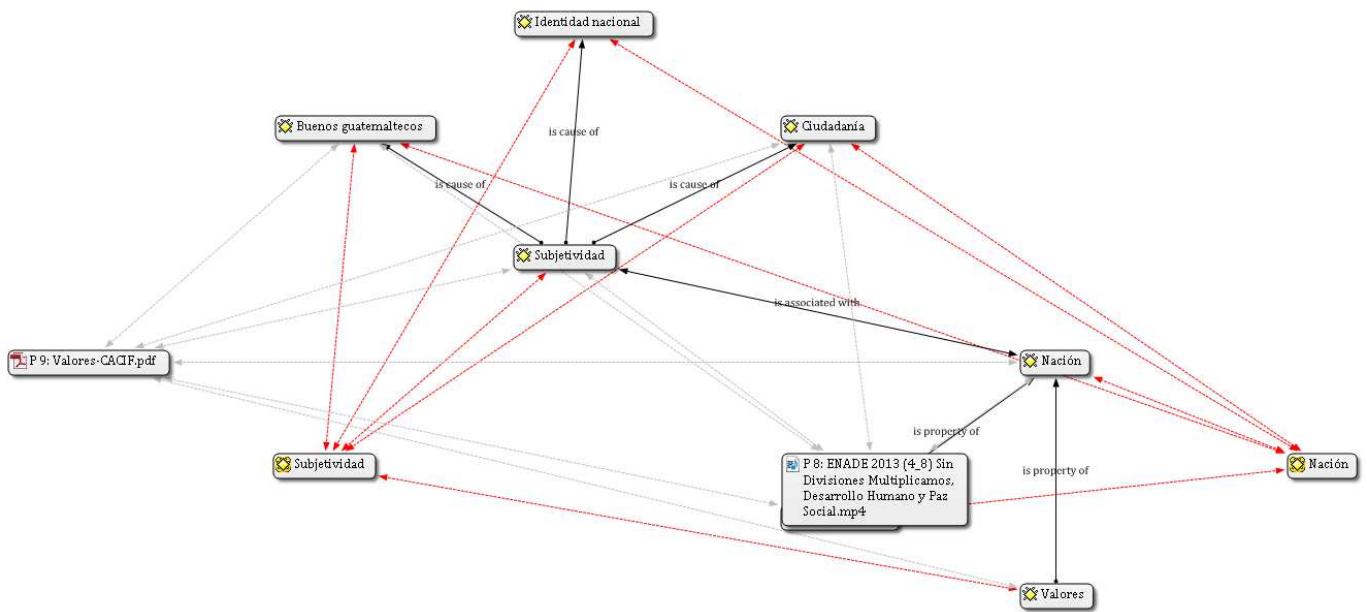 Identidad nacional
Buenos guatemaltecos
Ciudadanía
is cause of
is cause of
is cause of
Subjetividad
is associated with
P 9: Valores-CACIF.pdf
Nación
is property of
Subjetividad
P 8: ENADE 2013 (4_8) Sin
Divisiones Multiplicamos,
Desarrollo Humano y Paz
Social.mp4
is property of
Nación
Valores